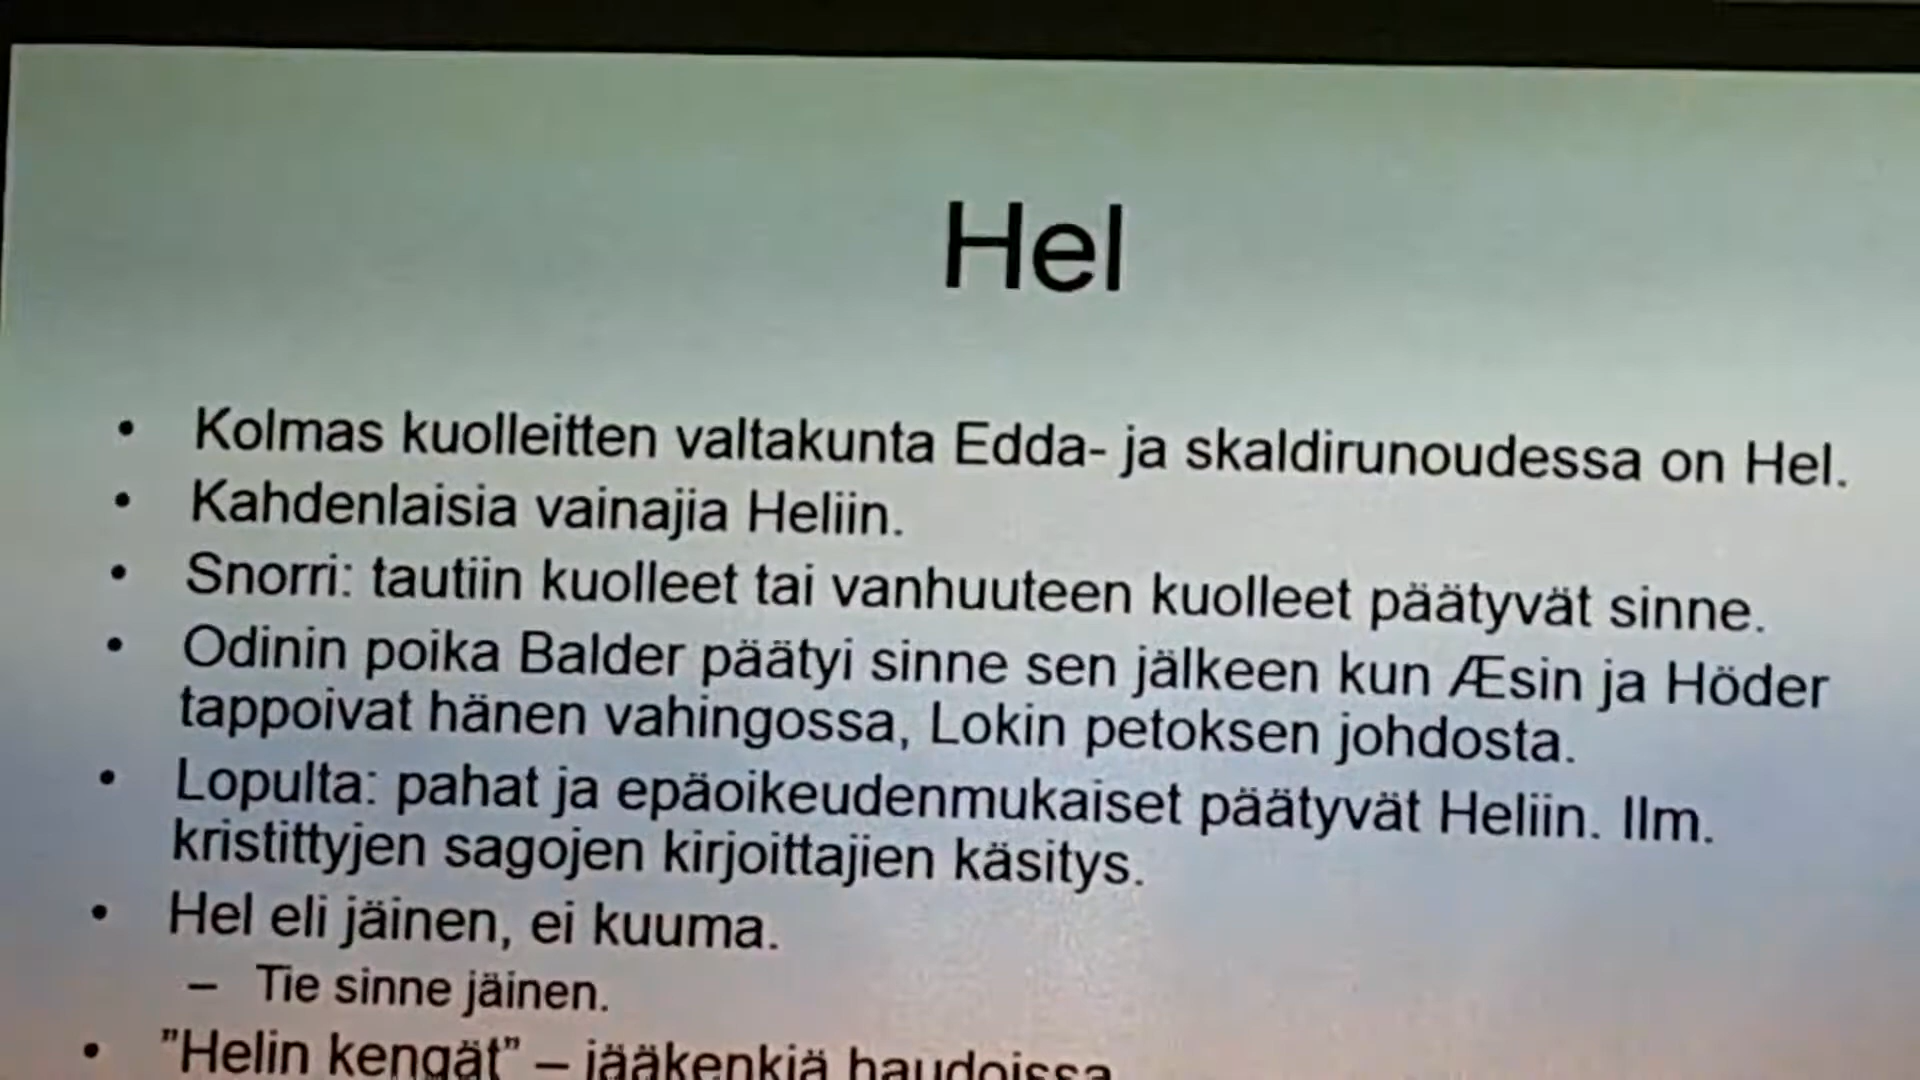 Hel
• Kolmas kuolleitten valtakunta Edda- ja skaldirunoudessa on Hel.
• Kahdenlaisia vainajia Heliin.
• Snorri: tautiin kuolleet tai vanhuuteen kuolleet päätyvät sinne.
• Odinin poika Balder päätyi sinne sen jälkeen kun Æsin ja Höder
tappoivat hänen vahingossa, Lokin petoksen johdosta.
• Lopulta: pahat ja epäoikeudenmukaiset päätyvät Heliin. Ilm.
kristittyjen sagojen kirjoittajien käsitys.
• Hel eli jäinen, ei kuuma.
– Tie sinne jäinen.
• ”Helin kengät” – jääkenkiä haudoissa